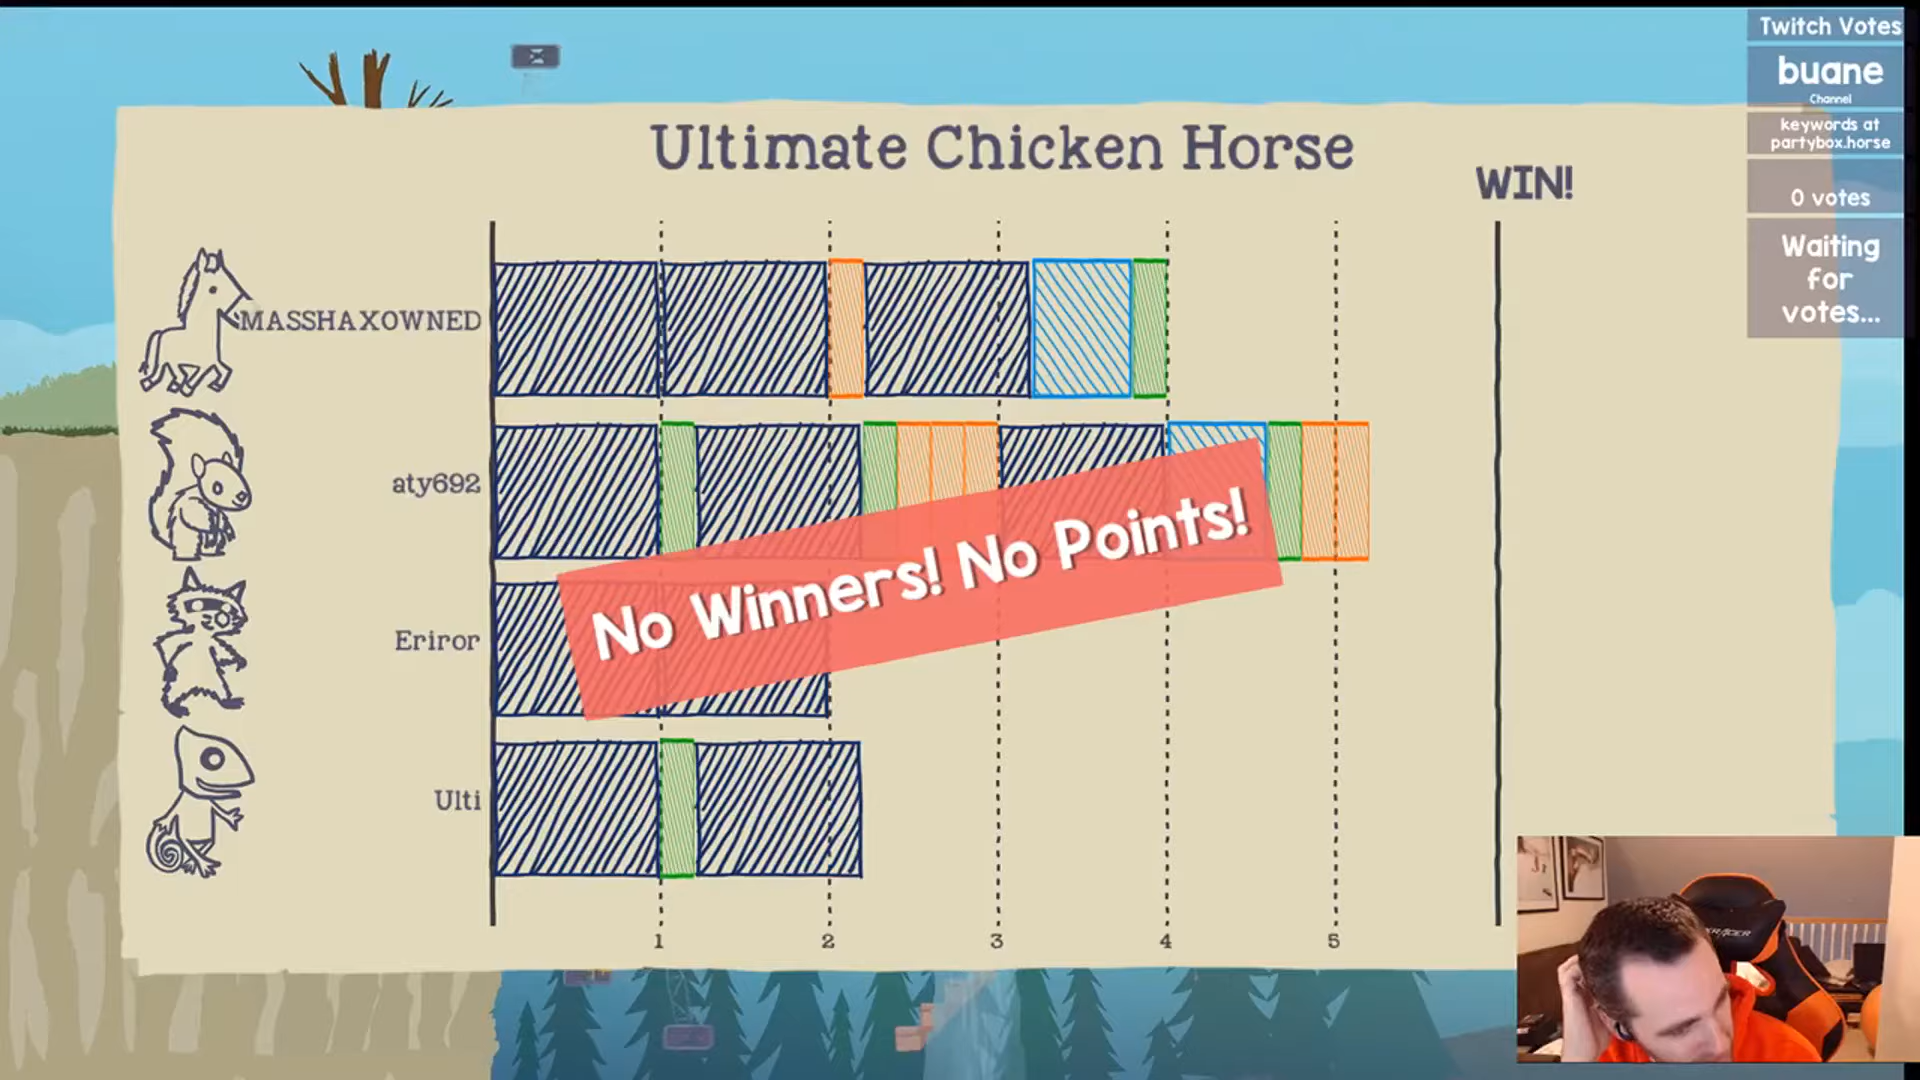 Twitch Votes
buane
Channel
keywords at
partybox.horse
0 votes
Waiting
for
votes...
Ultimate Chicken Horse
WIN!
MASSHAXOWNED
aty692
No Winners! No Points!
Eriror
Ulti
1 2 3 4 5